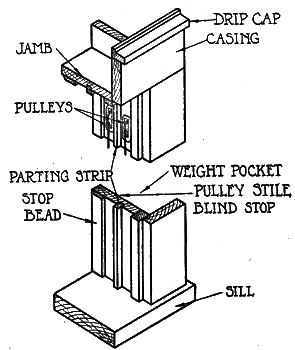 DRIP CAP
CASING
JAMB
PULLEYS
PARTING STRIP
WEIGHT POCKET
PULLEY STILE,
BLIND STOP
STOP
BEAD
SILL